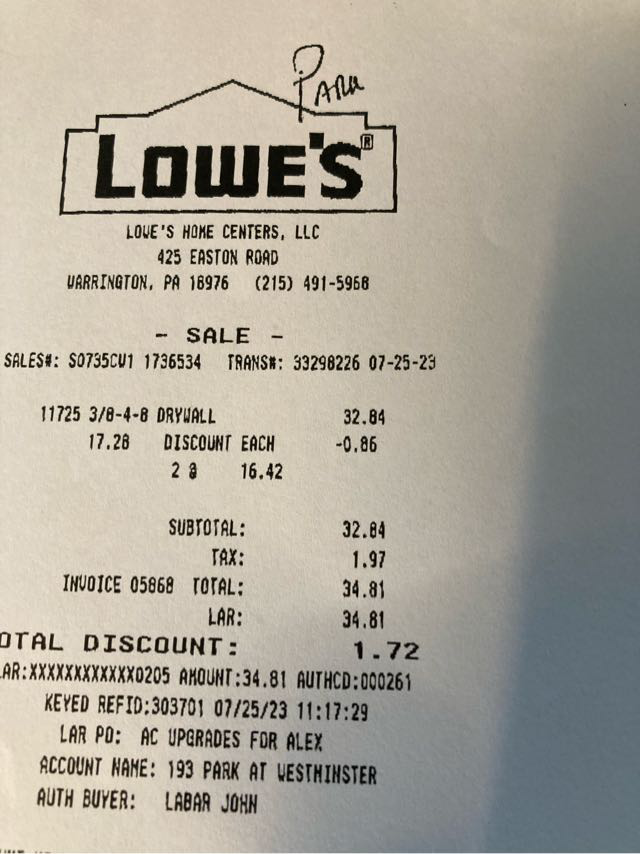 PARK
LOWE'S®
LOWE'S HOME CENTERS, LLC
425 EASTON ROAD
WARRINGTON, PA 18976 (215) 491-5968
- SALE -
SALES#: S0735CW1 1736534 TRANS#: 33298226 07-25-23
11725 3/8-4-8 DRYWALL 32.84
17.28 DISCOUNT EACH -0.86
2 @ 16.42
SUBTOTAL: 32.84
TAX: 1.97
INVOICE 05868 TOTAL: 34.81
LAR: 34.81
OTAL DISCOUNT: 1.72
AR:XXXXXXXXXXXX0205 AMOUNT:34.81 AUTHCD:000261
KEYED REFID:303701 07/25/23 11:17:29
LAR PO: AC UPGRADES FOR ALEX
ACCOUNT NAME: 193 PARK AT WESTMINSTER
AUTH BUYER: LABAR JOHN